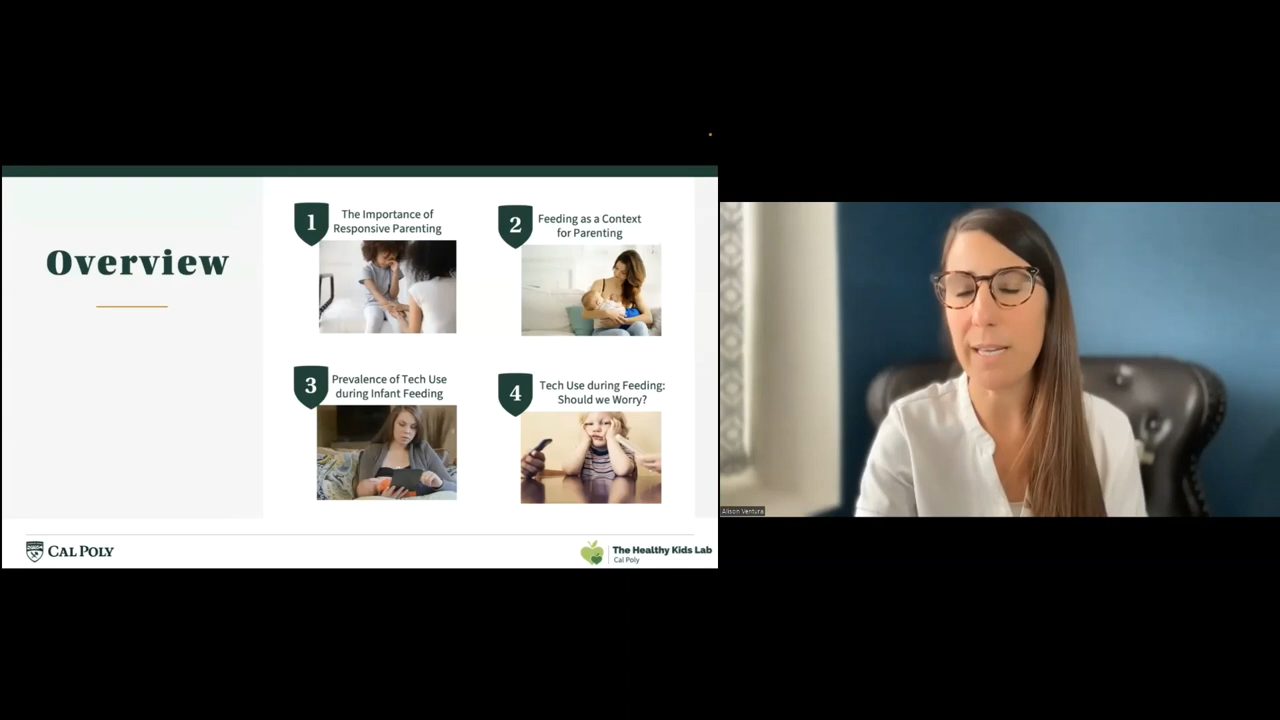 Overview
1
The Importance of
Responsive Parenting
2
Feeding as a Context
for Parenting
3
Prevalence of Tech Use
during Infant Feeding
4
Tech Use during Feeding:
Should we Worry?
CAL POLY
The Healthy Kids Lab
Cal Poly
Alison Ventura